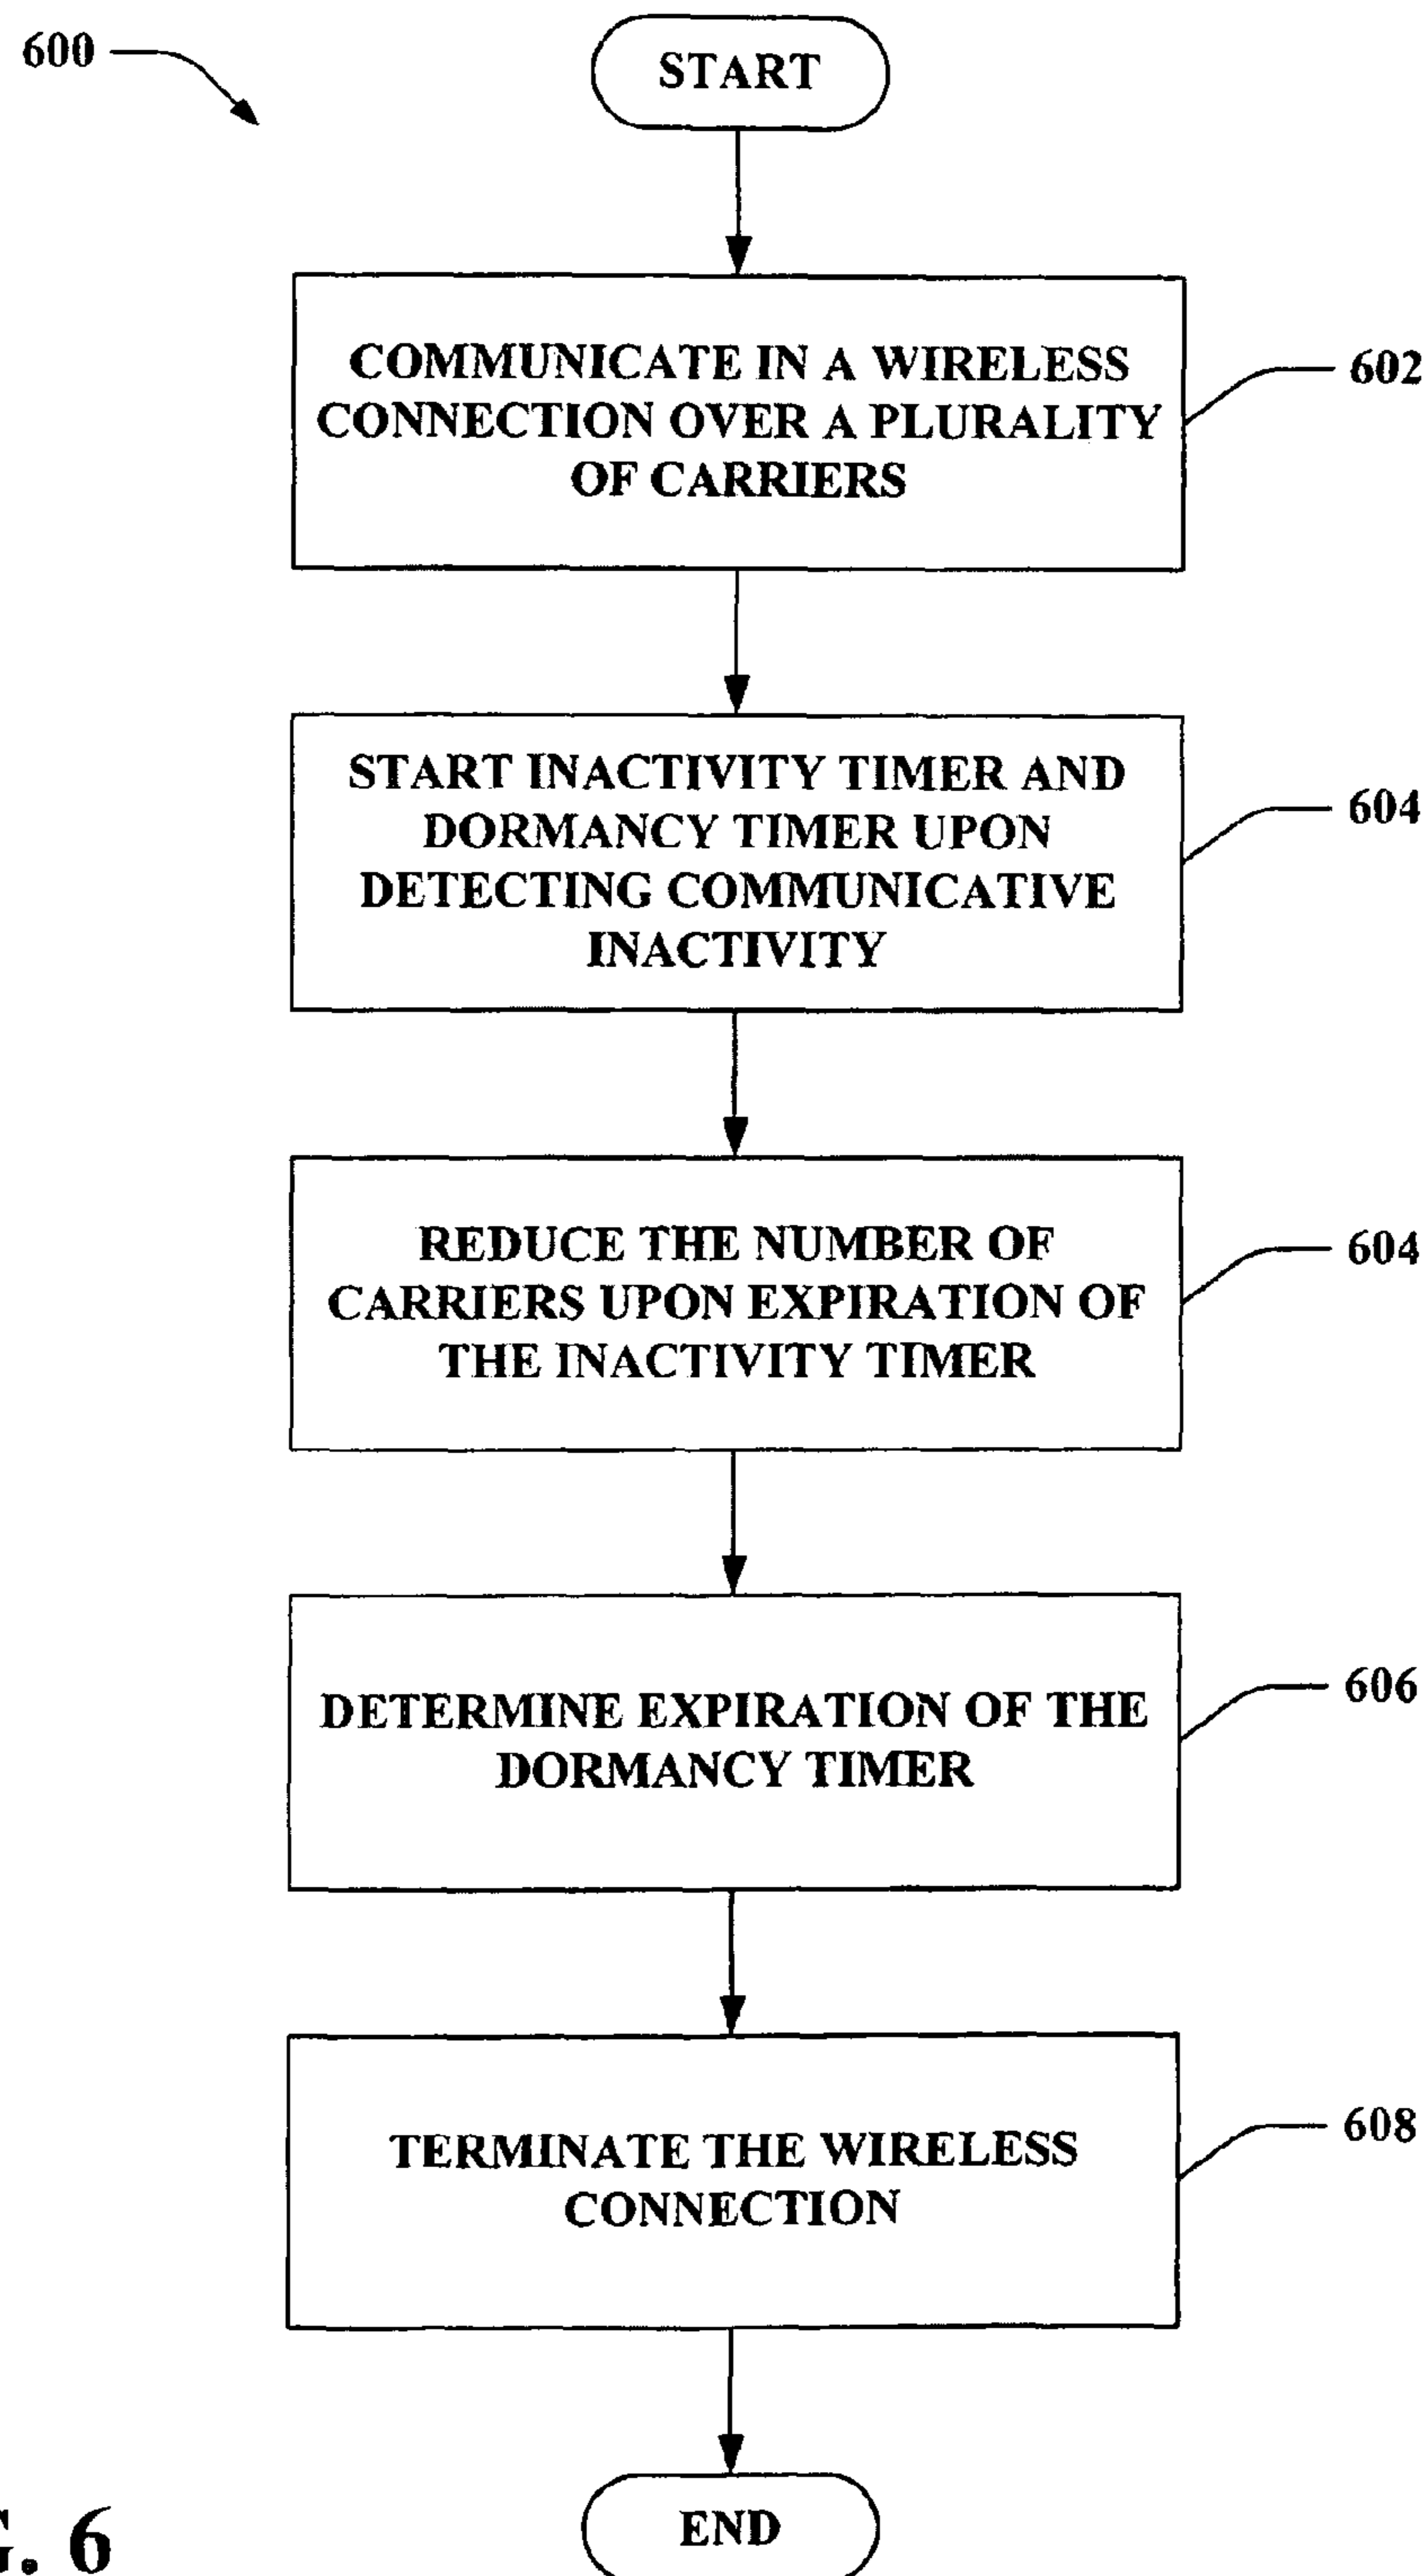 600
START
COMMUNICATE IN A WIRELESS
CONNECTION OVER A PLURALITY
OF CARRIERS
602
START INACTIVITY TIMER AND
DORMANCY TIMER UPON
DETECTING COMMUNICATIVE
INACTIVITY
604
REDUCE THE NUMBER OF
CARRIERS UPON EXPIRATION OF
THE INACTIVITY TIMER
604
DETERMINE EXPIRATION OF THE
DORMANCY TIMER
606
TERMINATE THE WIRELESS
CONNECTION
608
END
G. 6